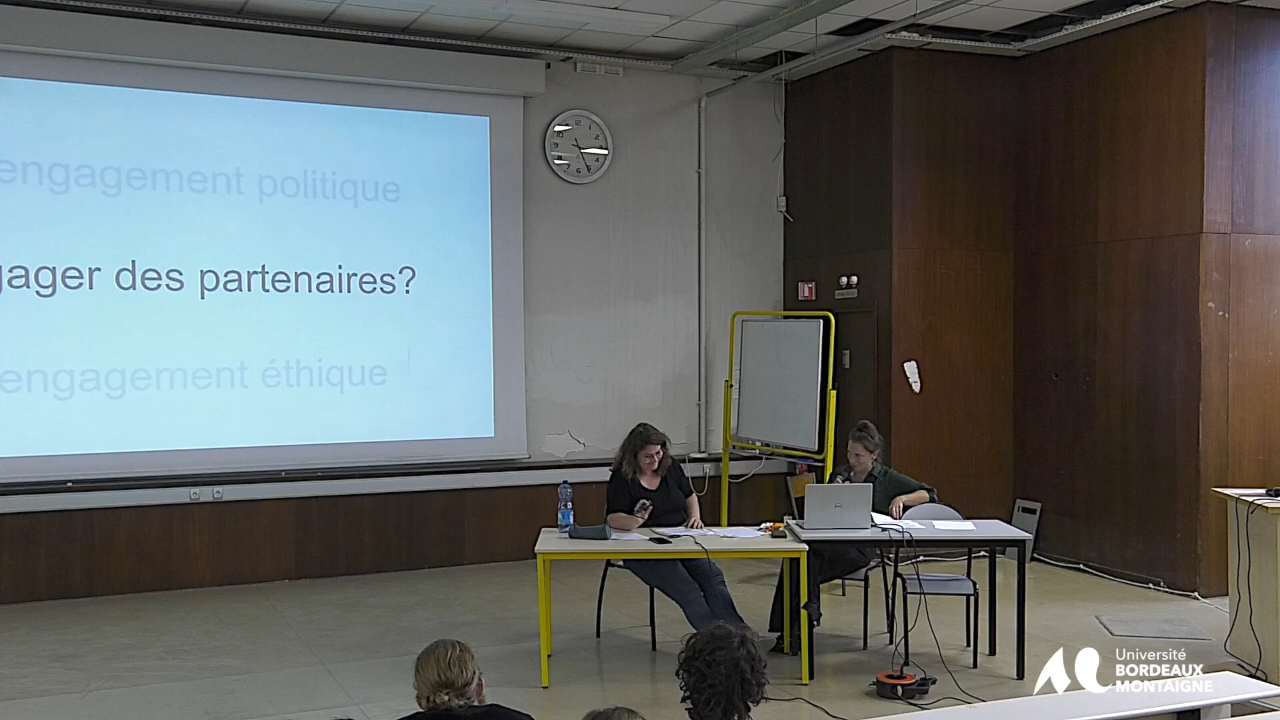 engagement politique
gager des partenaires?
engagement éthique
Université
BORDEAUX
MONTAIGNE